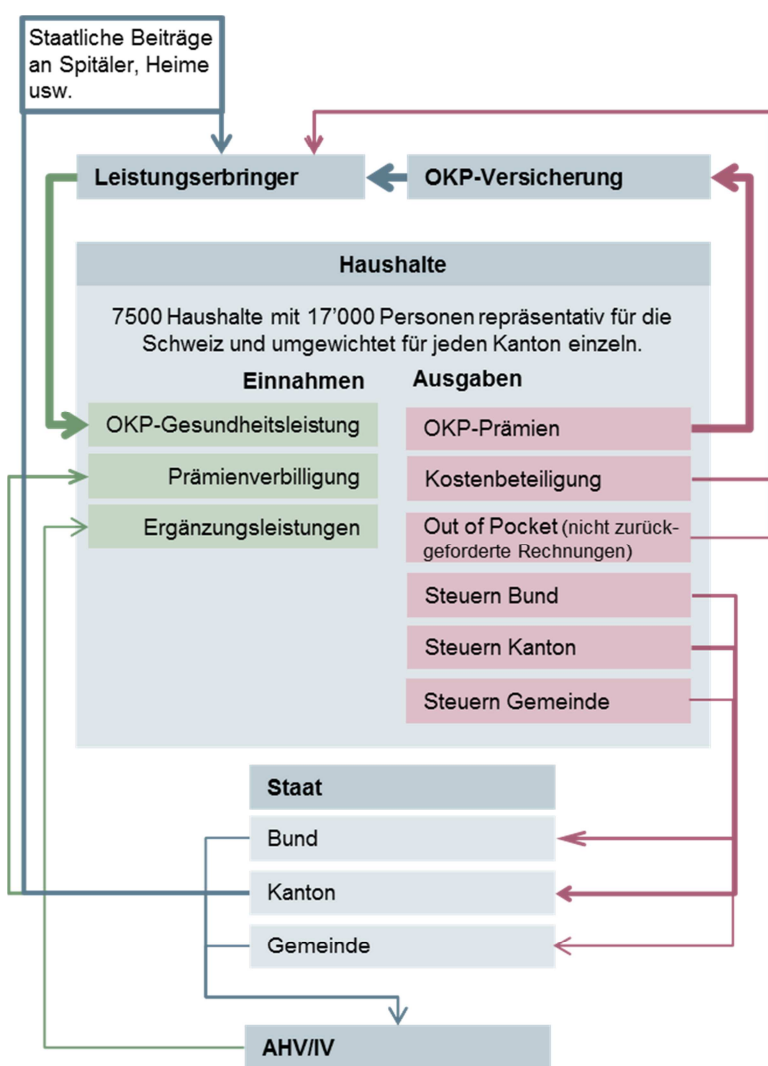 Staatliche Beiträge
an Spitäler, Heime
usw.
Leistungserbringer
OKP-Versicherung
Haushalte
7500 Haushalte mit 17’000 Personen repräsentativ für die
Schweiz und umgewichtet für jeden Kanton einzeln.
Einnahmen
OKP-Gesundheitsleistung
Prämienverbilligung
Ergänzungsleistungen
Ausgaben
OKP-Prämien
Kostenbeteiligung
Out of Pocket (nicht zurück-
geforderte Rechnungen)
Steuern Bund
Steuern Kanton
Steuern Gemeinde
Staat
Bund
Kanton
Gemeinde
AHV/IV